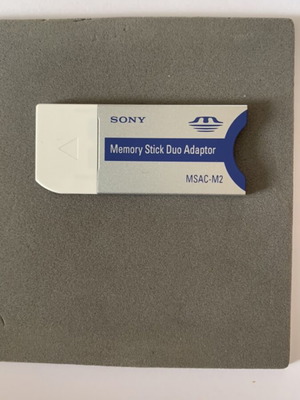 SONY
Memory Stick Duo Adaptor
MSAC-M2